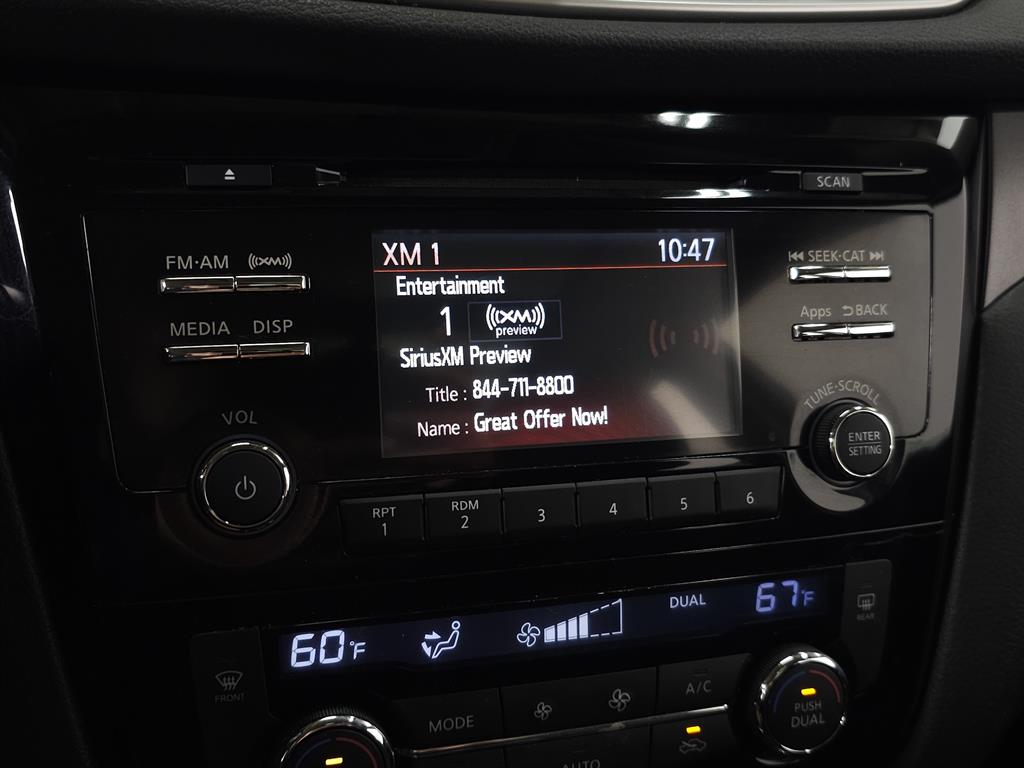 SCAN
FM·AM ((XM))
SEEK·CAT
MEDIA DISP
Apps BACK
XM 1 10:47
Entertainment
1 ((XM))
preview
SiriusXM Preview
Title : 844-711-8800
Name : Great Offer Now!
VOL
TUNE·SCROLL
ENTER
SETTING
RPT
1
RDM
2
3
4
5
6
60°F
DUAL
67°F
REAR
FRONT
MODE
A/C
PUSH
DUAL
AUTO